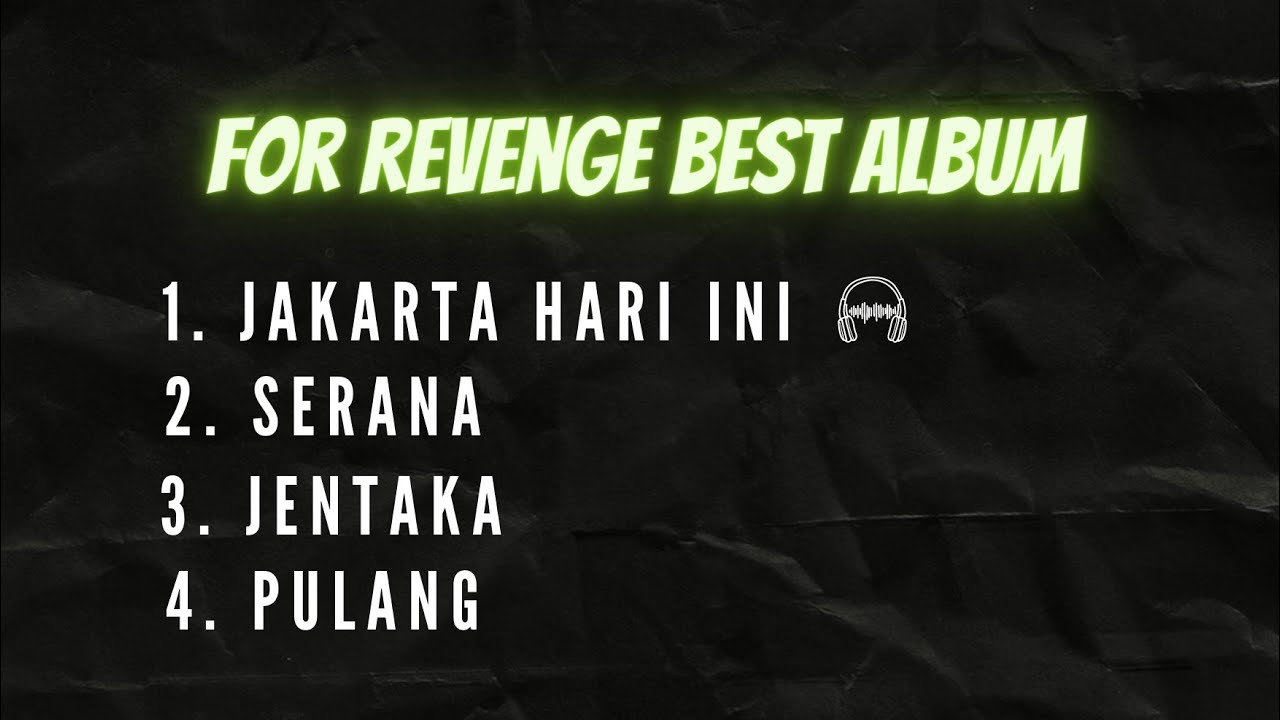 FOR REVENGE BEST ALBUM
1. JAKARTA HARI INI
2. SERANA
3. JENTAKA
4. PULANG